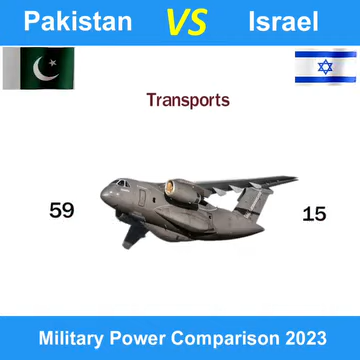 Pakistan VS Israel
Transports
59
15
Military Power Comparison 2023